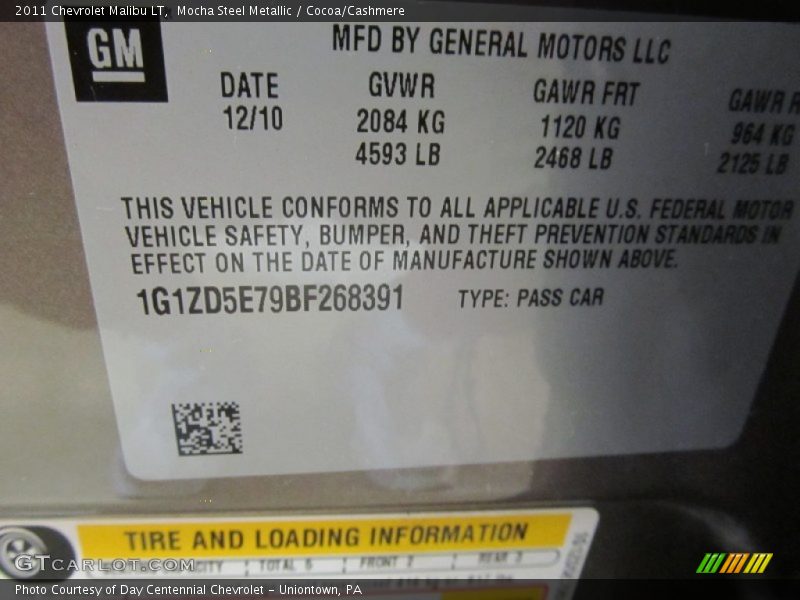 2011 Chevrolet Malibu LT, Mocha Steel Metallic / Cocoa/Cashmere
GM
MFD BY GENERAL MOTORS LLC
DATE GVWR GAWR FRT GAWR R
12/10 2084 KG 1120 KG 964 KG
4593 LB 2468 LB 2125 LB
THIS VEHICLE CONFORMS TO ALL APPLICABLE U.S. FEDERAL MOTOR
VEHICLE SAFETY, BUMPER, AND THEFT PREVENTION STANDARDS IN
EFFECT ON THE DATE OF MANUFACTURE SHOWN ABOVE.
1G1ZD5E79BF268391 TYPE: PASS CAR
TIRE AND LOADING INFORMATION
TOTAL 5 FRONT 2 REAR 3
GTCARLOT.COM
Photo Courtesy of Day Centennial Chevrolet - Uniontown, PA